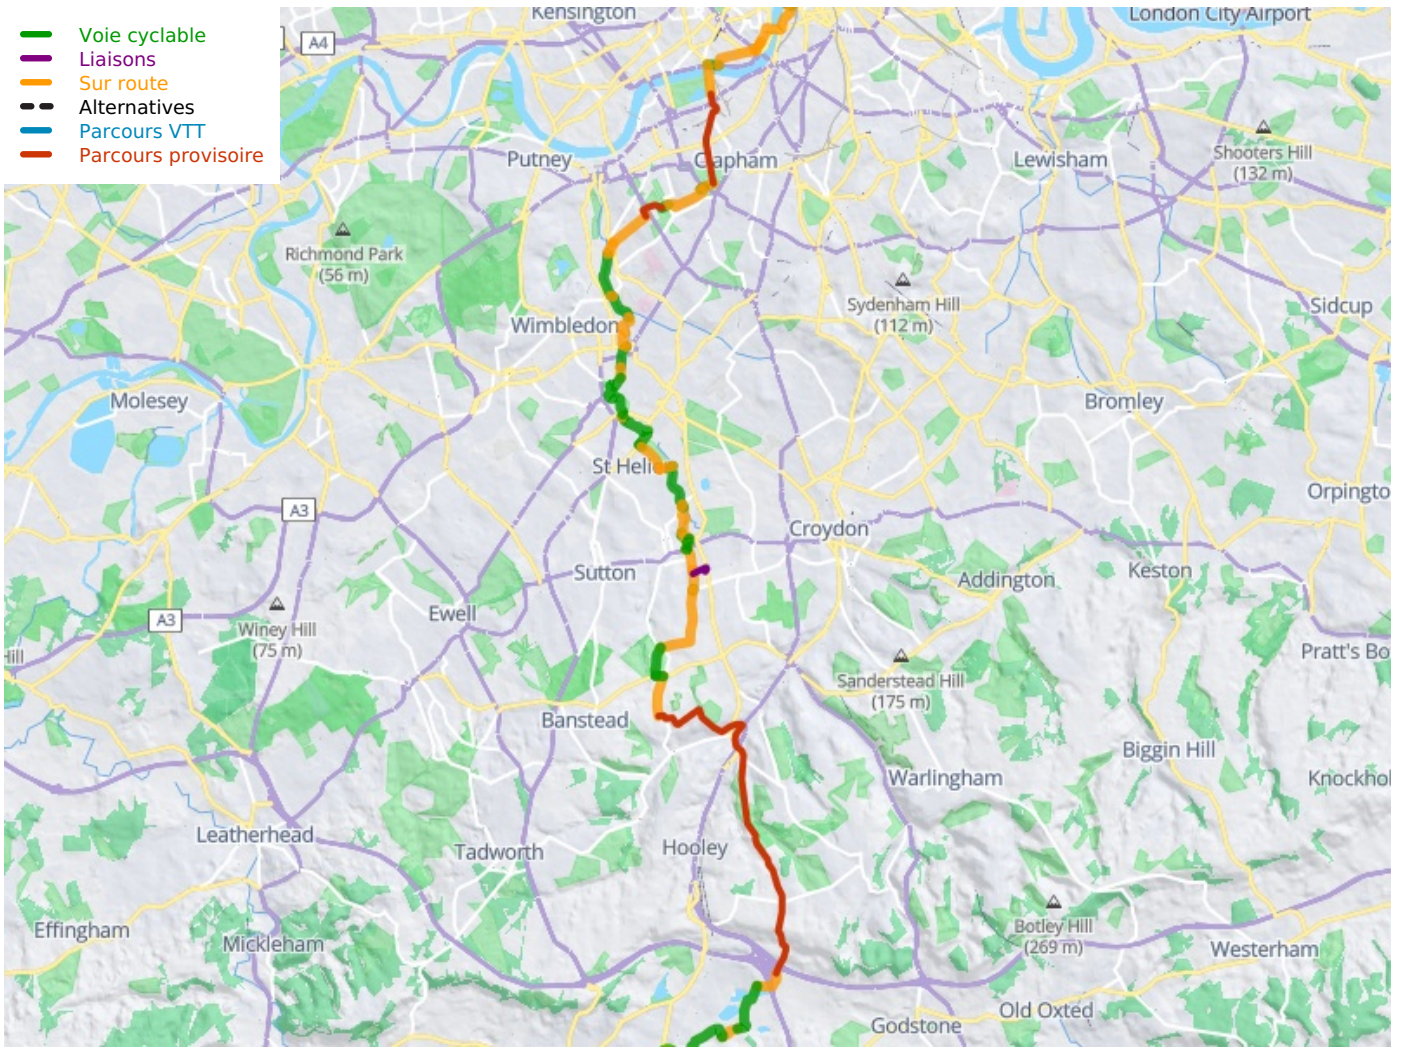 Kensington
London City Airport
Voie cyclable
A4
Liaisons
Sur route
Alternatives
Parcours VTT
Parcours provisoire
Putney
Clapham
Lewisham
Shooters Hill
(132 m)
Richmond Park
(56 m)
Sydenham Hill
(112 m)
Sidcup
Wimbledon
Molesey
Bromley
St Heli
Orpingto
A3
Croydon
Sutton
Addington
Keston
Ewell
A3
Winey Hill
(75 m)
Hill
Pratt's Bo
Sanderstead Hill
(175 m)
Banstead
Biggin Hill
Warlingham
Knockhol
Leatherhead
Tadworth
Hooley
Botley Hill
(269 m)
Effingham
Mickleham
Westerham
Old Oxted
Godstone